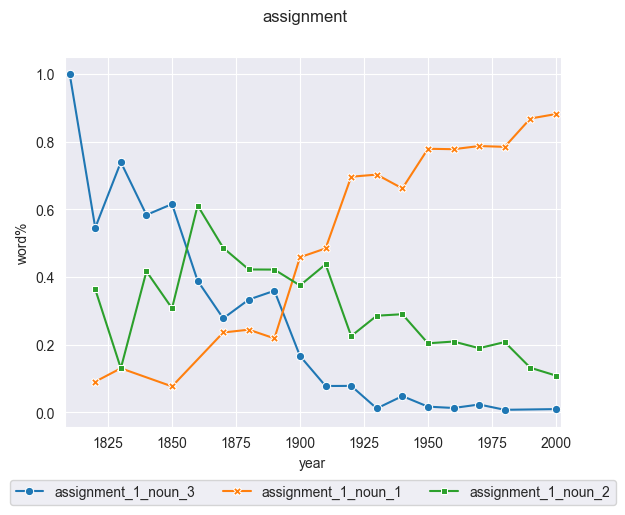 assignment
1.0
0.8
0.6
0.4
0.2
0.0
word%
1825 1850 1875 1900 1925 1950 1975 2000
year
assignment_1_noun_3 assignment_1_noun_1 assignment_1_noun_2